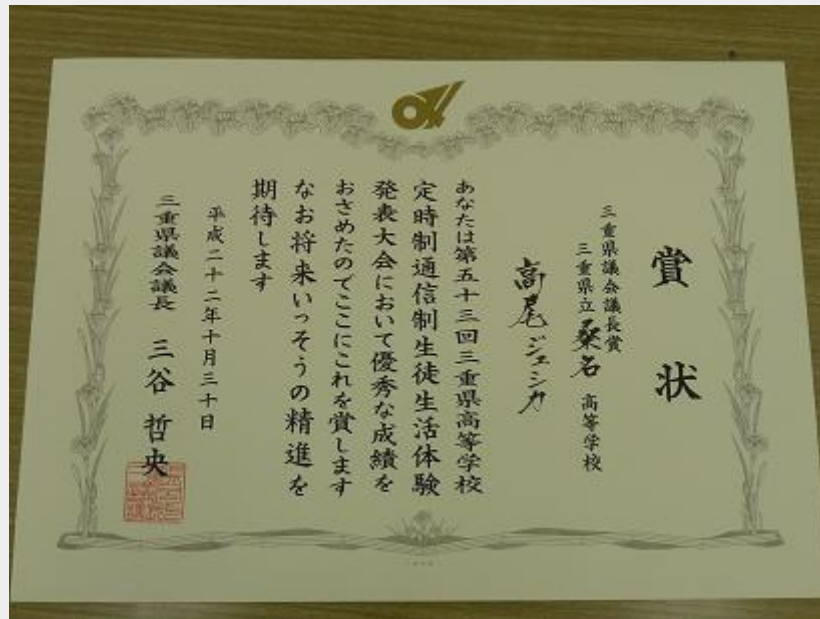 賞状
三重県議会議長賞
三重県立桑名高等学校
高尾ジェシカ
あなたは第五十三回三重県高等学校
定時制通信制生徒生活体験
発表大会において優秀な成績を
おさめたのでここにこれを賞します
なお将来いっそうの精進を
期待します
平成二十二年十月三十日
三重県議会議長 三谷哲央